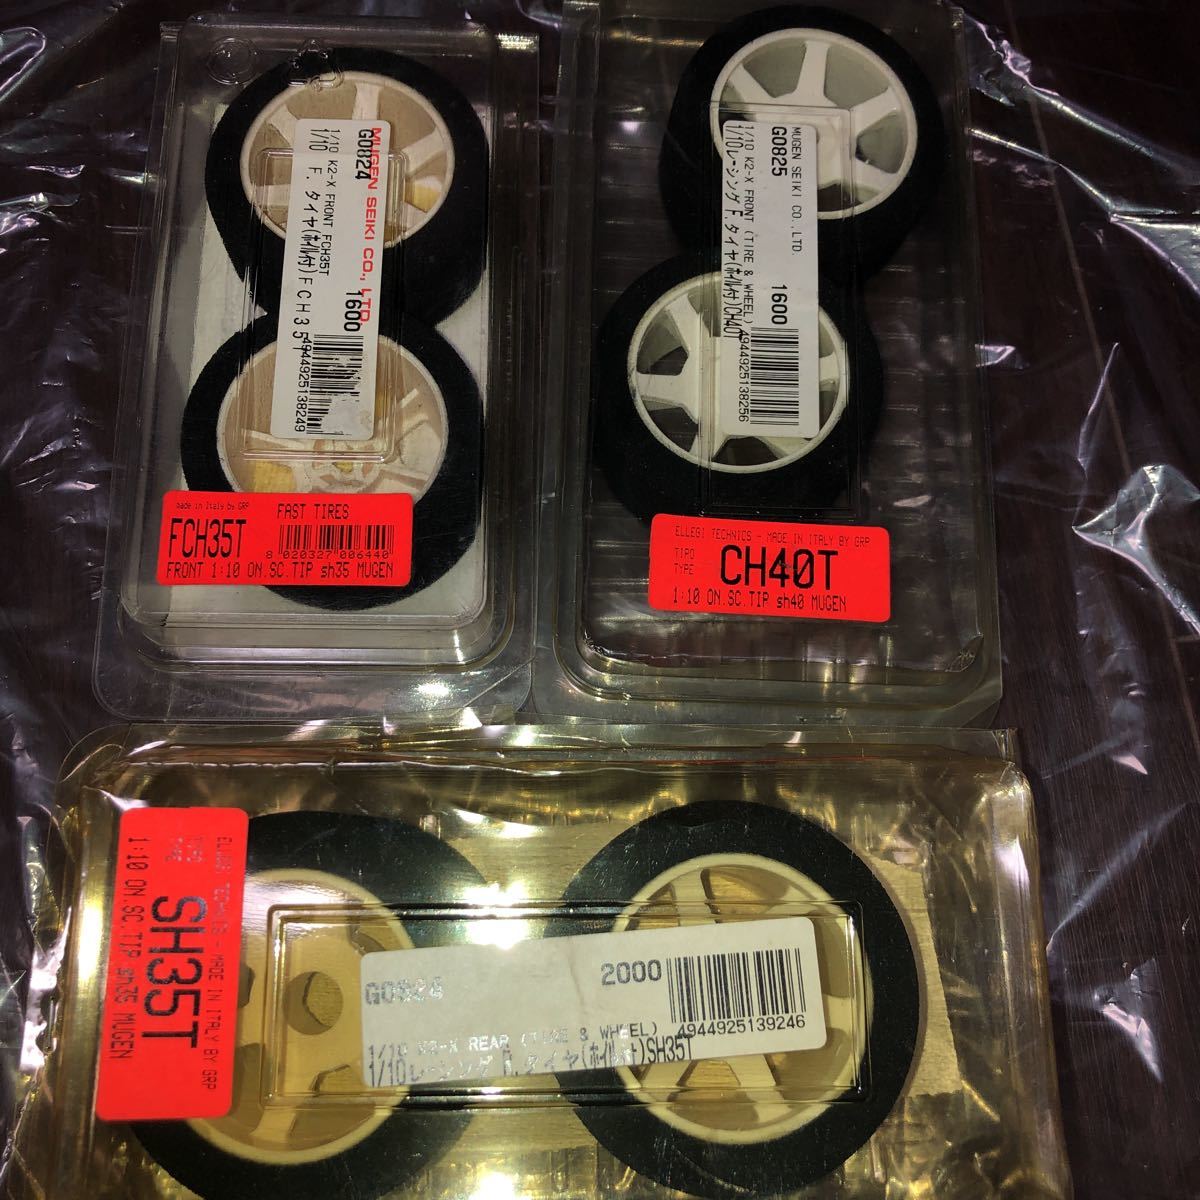 MUGEN SEIKI CO., LTD.
G0824
1600
1/10 K2-X FRONT FCH35T
1/10 F.タイヤ(ホイル付)FCH35T
4944925138249
made in Italy by GRP
FAST TIRES
FCH35T
8 020327 006440
FRONT 1:10 ON.SC.TIP sh35 MUGEN
MUGEN SEIKI CO.,LTD.
G0825
1600
1/10 K2-X FRONT (TIRE & WHEEL)
1/10レーシング F.タイヤ(ホイル付)CH40T
4944925138256
ELLEGI TECHNICS - MADE IN ITALY BY GRP
TIPO
TYPE
CH40T
1:10 ON.SC.TIP sh40 MUGEN
ELLEGI TECHNICS - MADE IN ITALY BY GRP
TIPO
TYPE
SH35T
1:10 ON.SC.TIP sh35 MUGEN
2000
4944925139246
1/10 K2-X REAR (TIRE & WHEEL)
1/10レーシング R.タイヤ(ホイル付)SH35T